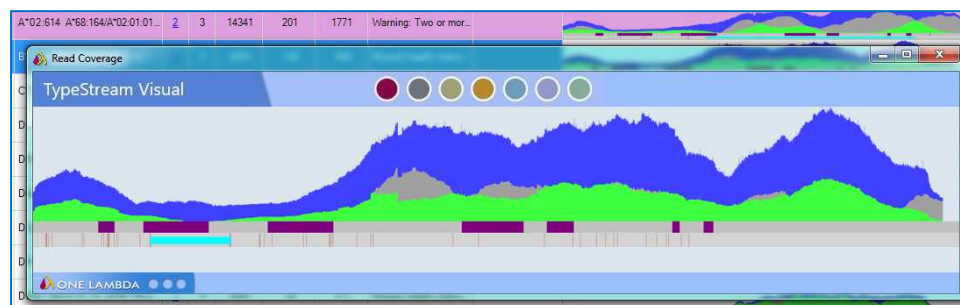 A*02:614 A*68:164/A*02:01:01... 2 3 14341 201 1771 Warning: Two or mor...
Read Coverage
TypeStream Visual
ONE LAMBDA